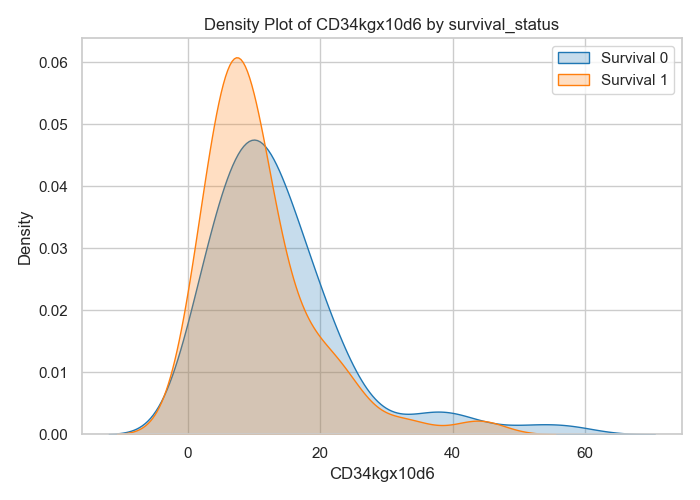 Density Plot of CD34kgx10d6 by survival_status
Survival 0
Survival 1
Density
0.06
0.05
0.04
0.03
0.02
0.01
0.00
0 20 40 60
CD34kgx10d6